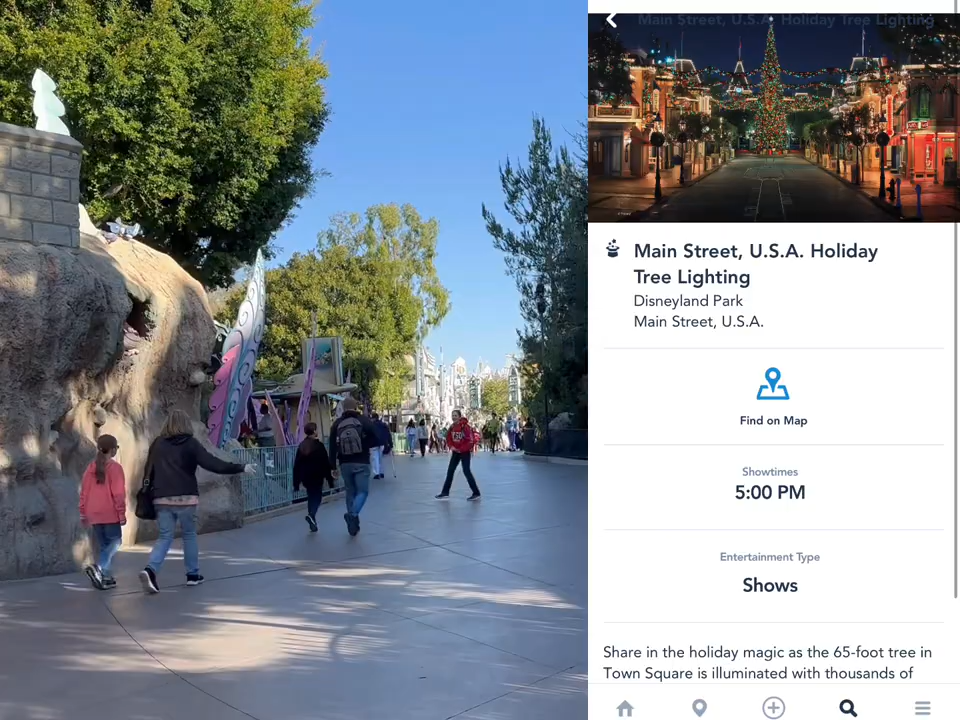 Main Street, U.S.A. Holiday Tree Lighting
Main Street, U.S.A. Holiday
Tree Lighting
Disneyland Park
Main Street, U.S.A.
Find on Map
Showtimes
5:00 PM
Entertainment Type
Shows
Share in the holiday magic as the 65-foot tree in
Town Square is illuminated with thousands of